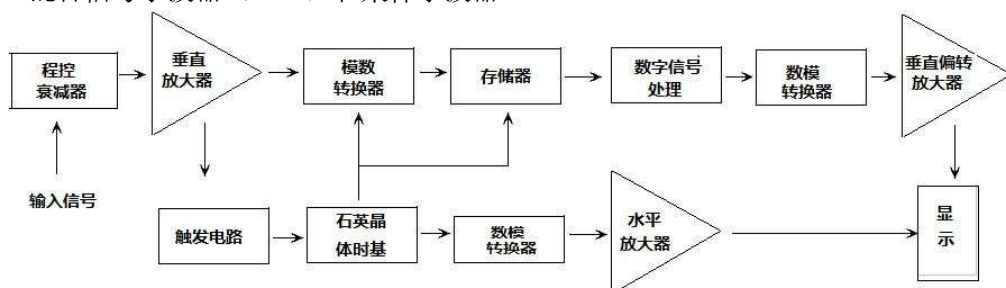 程控
衰减器
垂直
放大器
模数
转换器
存储器
数字信号
处理
数模
转换器
垂直偏转
放大器
输入信号
触发电路
石英晶
体时基
数模
转换器
水平
放大器
显
示